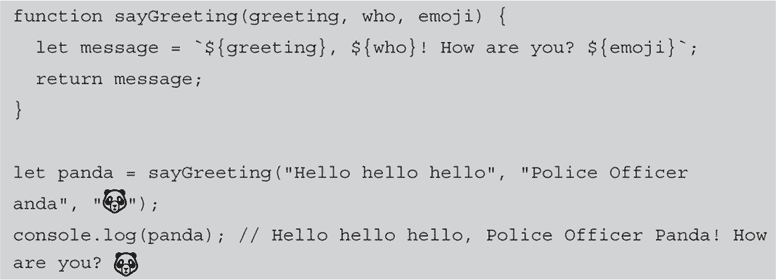 function sayGreeting(greeting, who, emoji) {
let message = `${greeting}, ${who}! How are you? ${emoji}`;
return message;
}
let panda = sayGreeting("Hello hello hello", "Police Officer
anda", "🐼");
console.log(panda); // Hello hello hello, Police Officer Panda! How
are you? 🐼